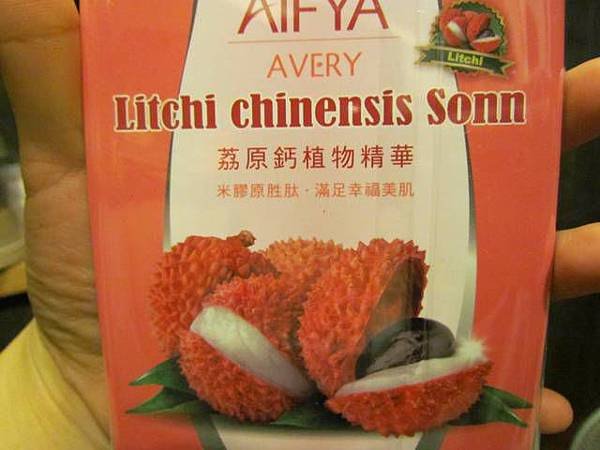 AIFYA
AVERY
Litchi
Litchi chinensis Sonn
荔原鈣植物精華
米膠原胜肽・滿足幸福美肌